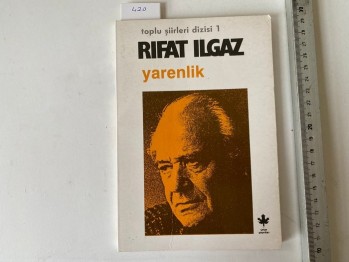 420
toplu şiirleri dizisi 1
RIFAT ILGAZ
yarenlik